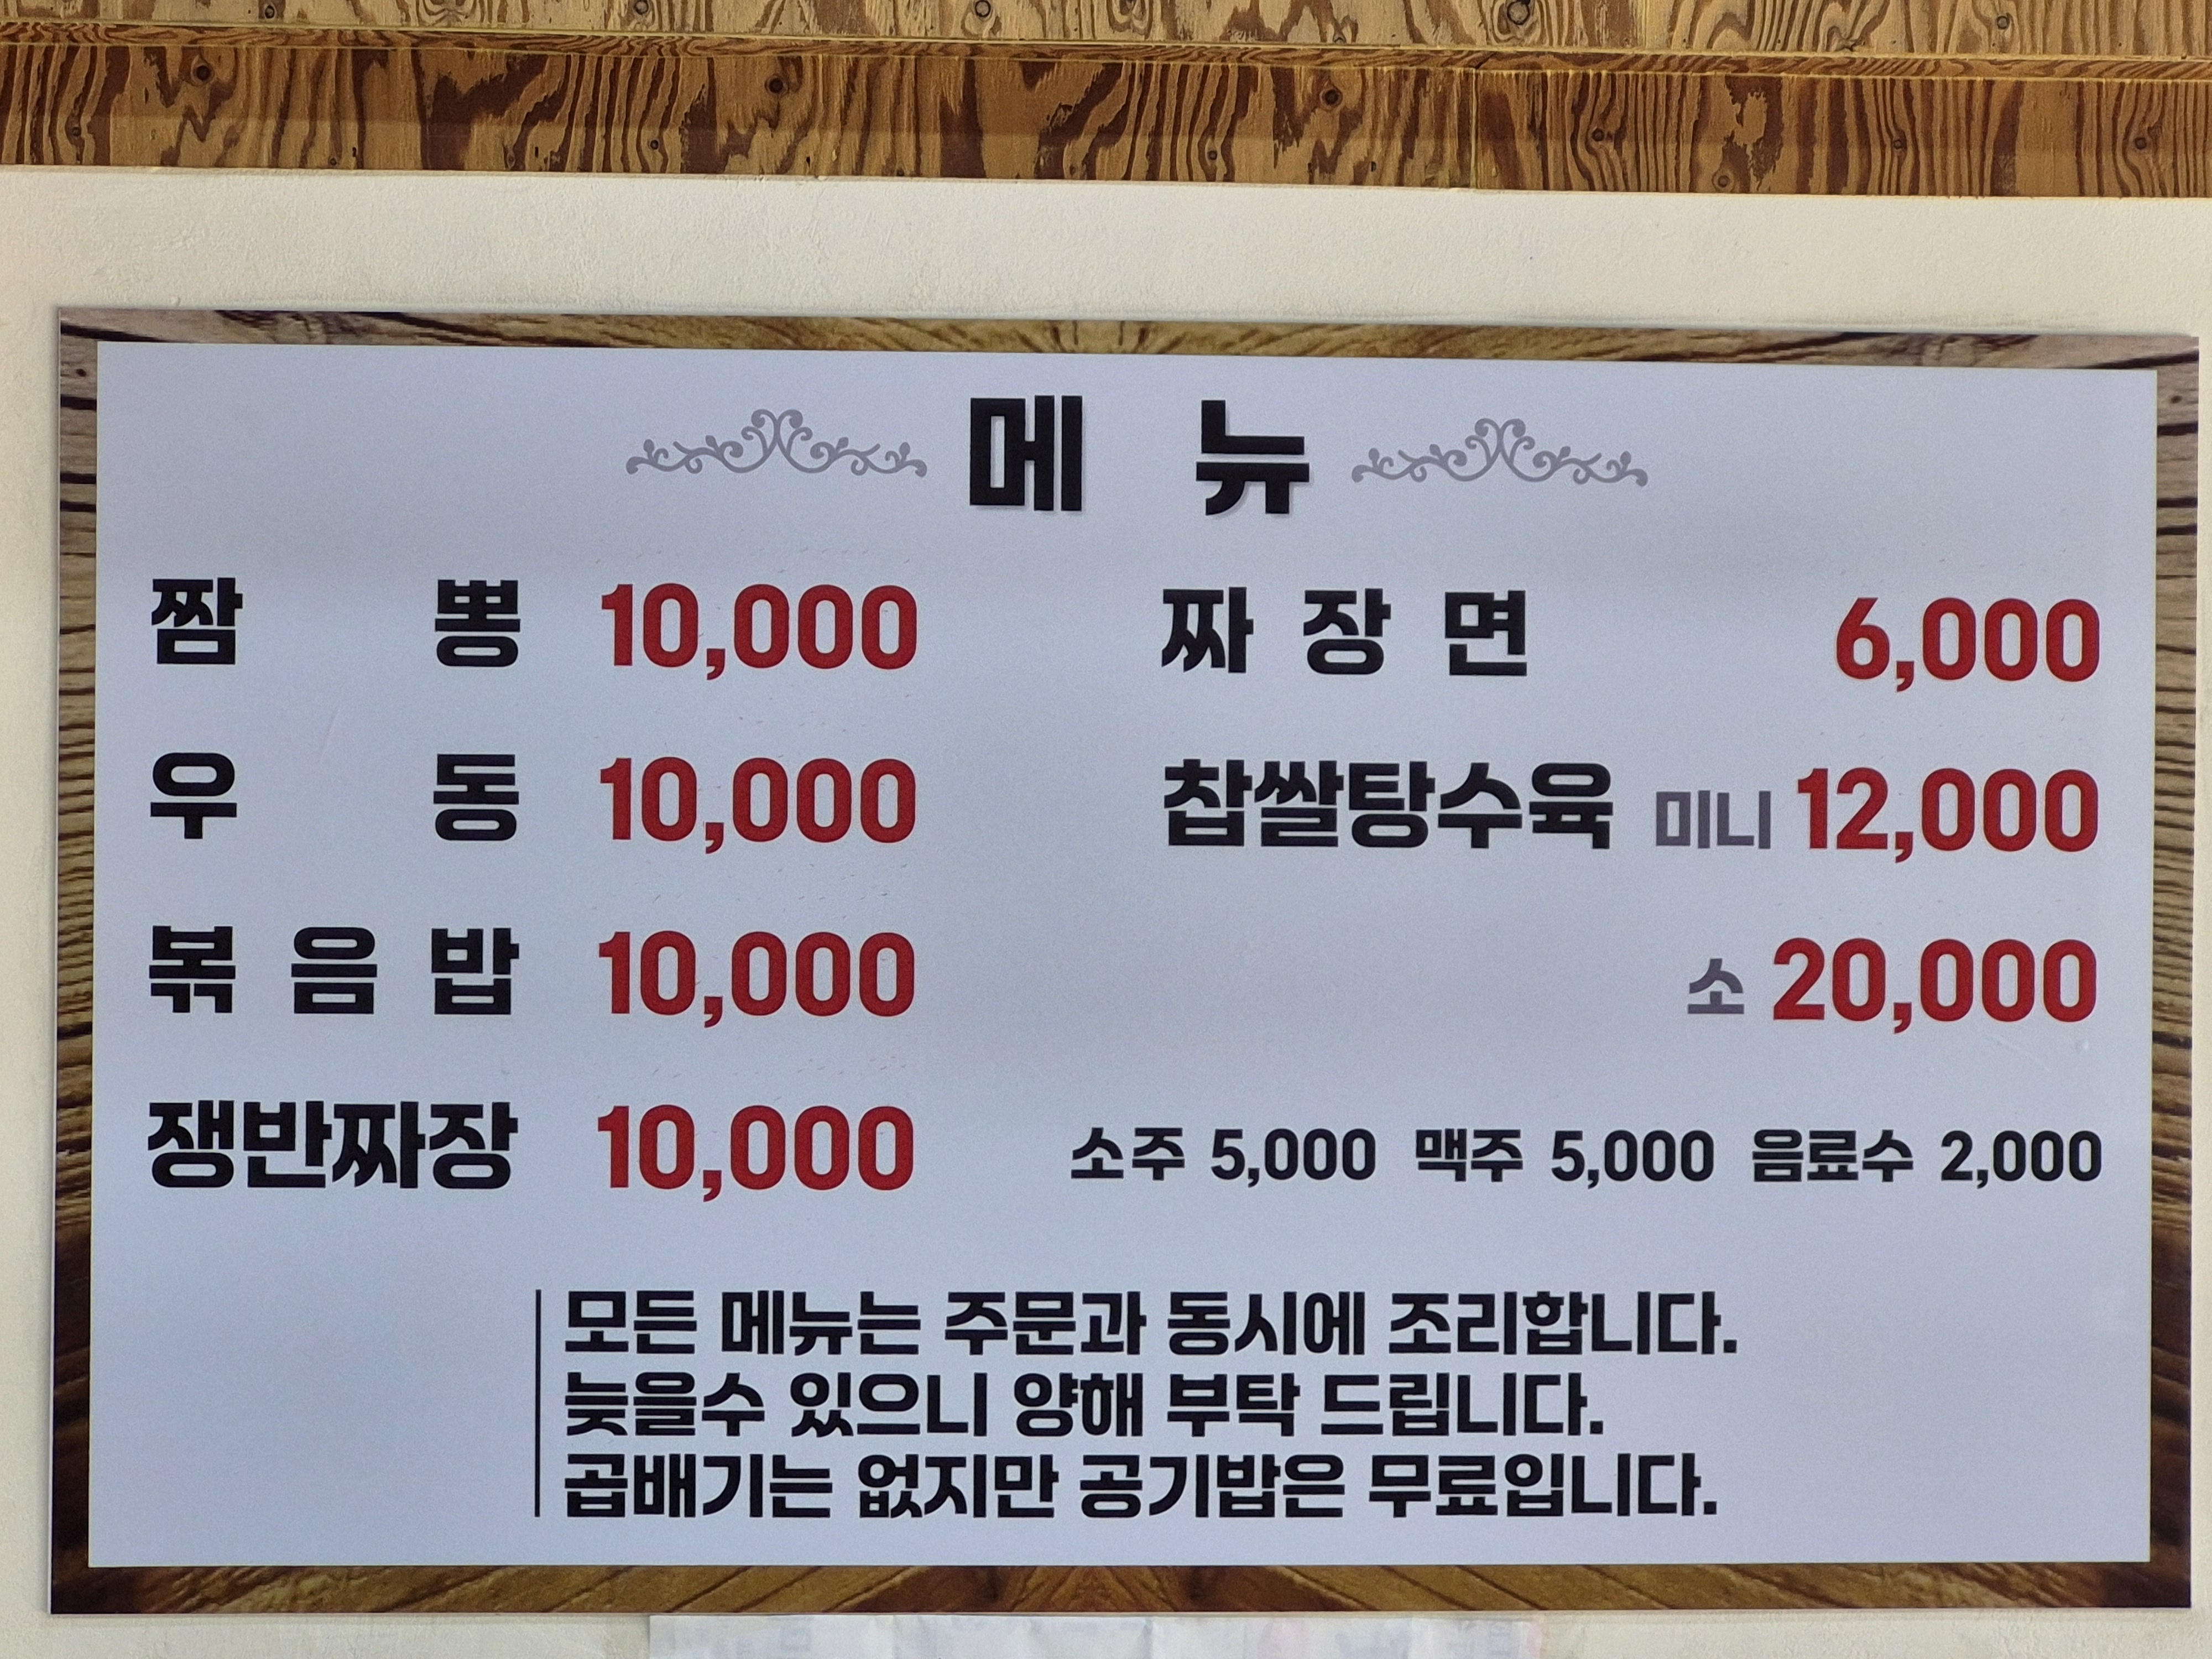 메 뉴
짬 뽕 10,000
우 동 10,000
볶 음 밥 10,000
쟁반짜장 10,000
짜 장 면 6,000
찹쌀탕수육 미니 12,000
소 20,000
소주 5,000 맥주 5,000 음료수 2,000
모든 메뉴는 주문과 동시에 조리합니다.
늦을수 있으니 양해 부탁 드립니다.
곱배기는 없지만 공기밥은 무료입니다.